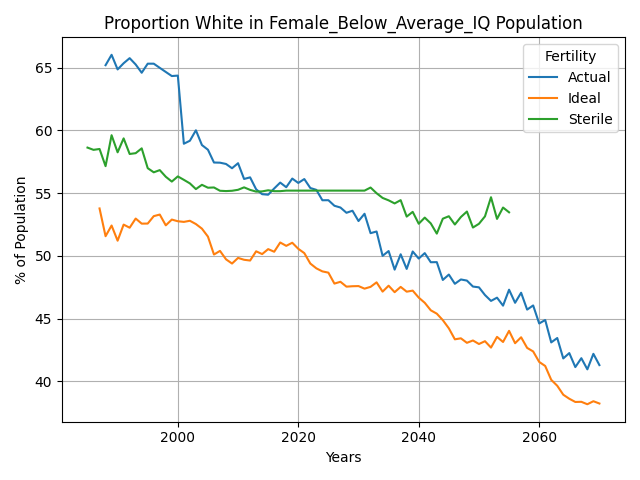 Proportion White in Female_Below_Average_IQ Population
Fertility
Actual
Ideal
Sterile
% of Population
65
60
55
50
45
40
2000
2020
2040
2060
Years